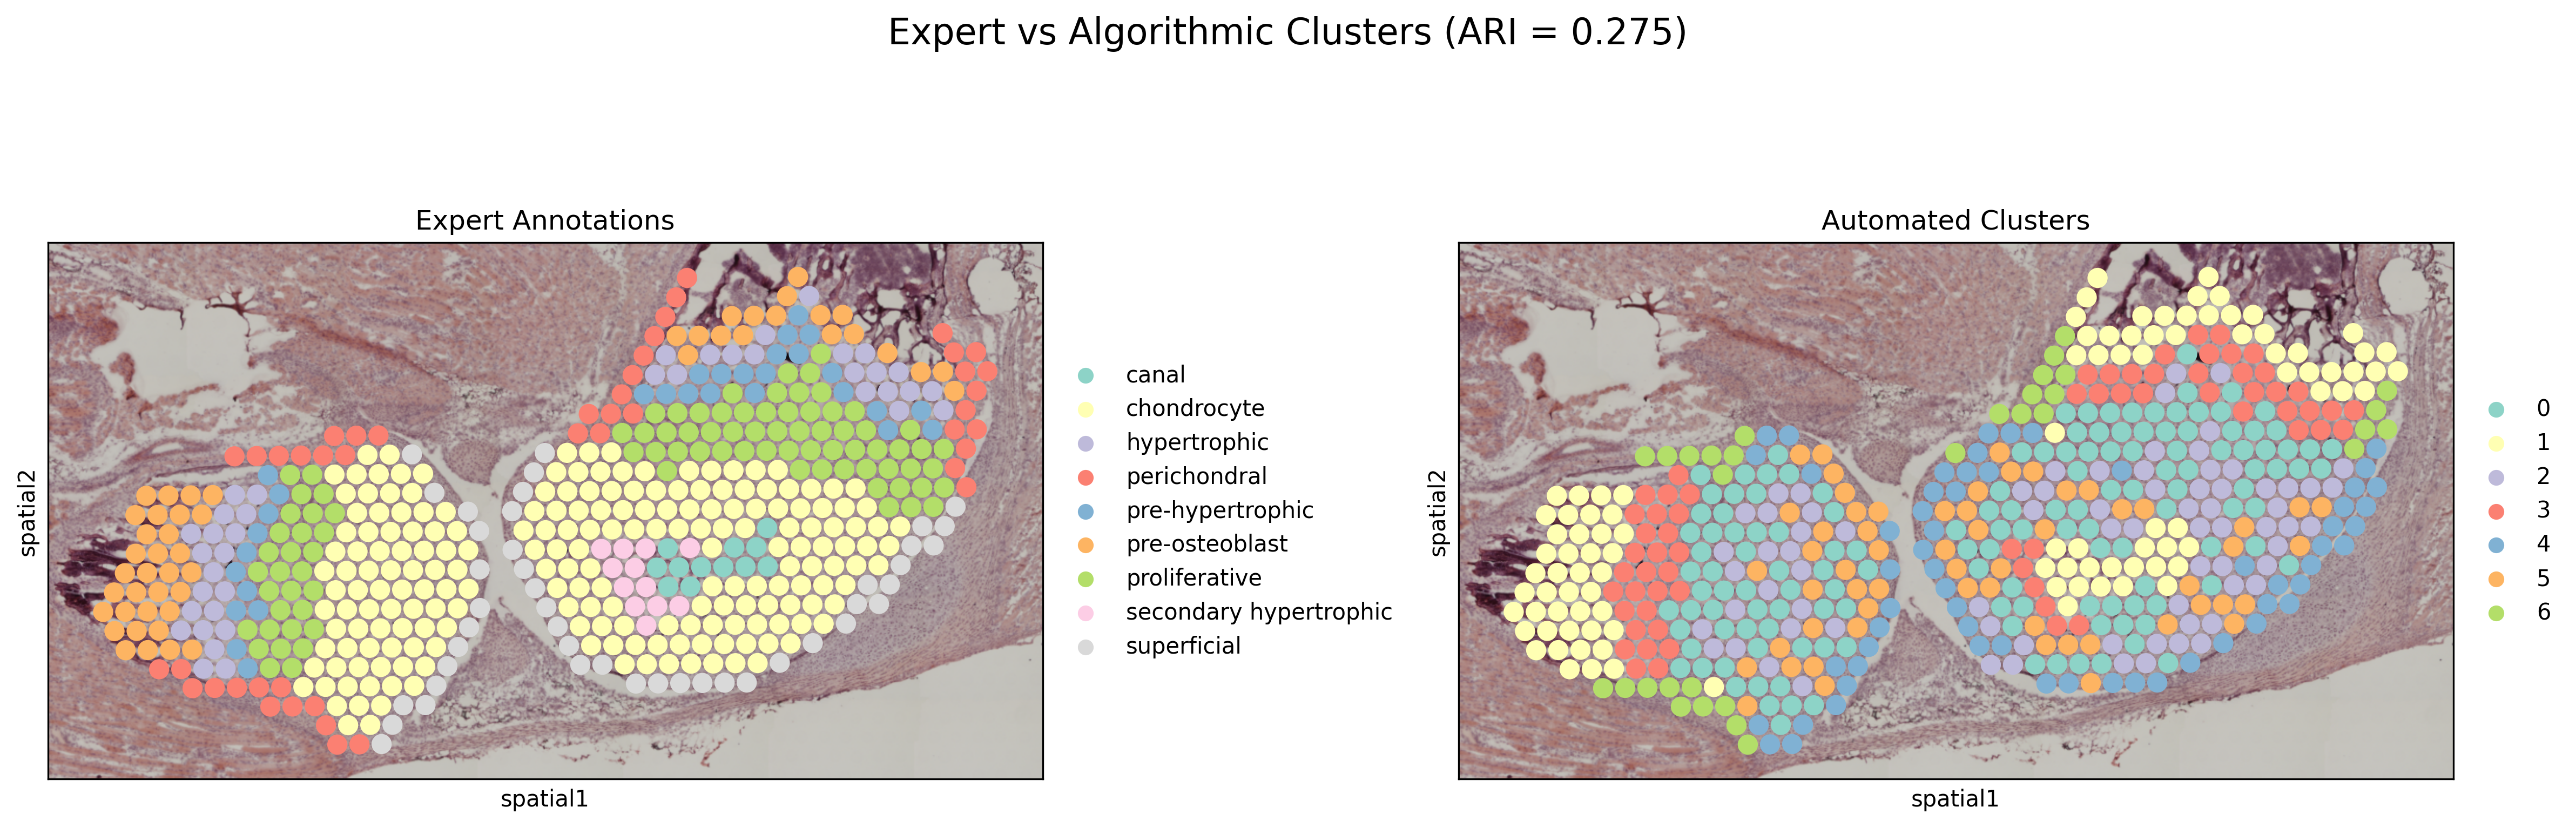 Expert vs Algorithmic Clusters (ARI = 0.275)
Expert Annotations
spatial2
spatial1
canal
chondrocyte
hypertrophic
perichondral
pre-hypertrophic
pre-osteoblast
proliferative
secondary hypertrophic
superficial
Automated Clusters
spatial2
spatial1
0
1
2
3
4
5
6